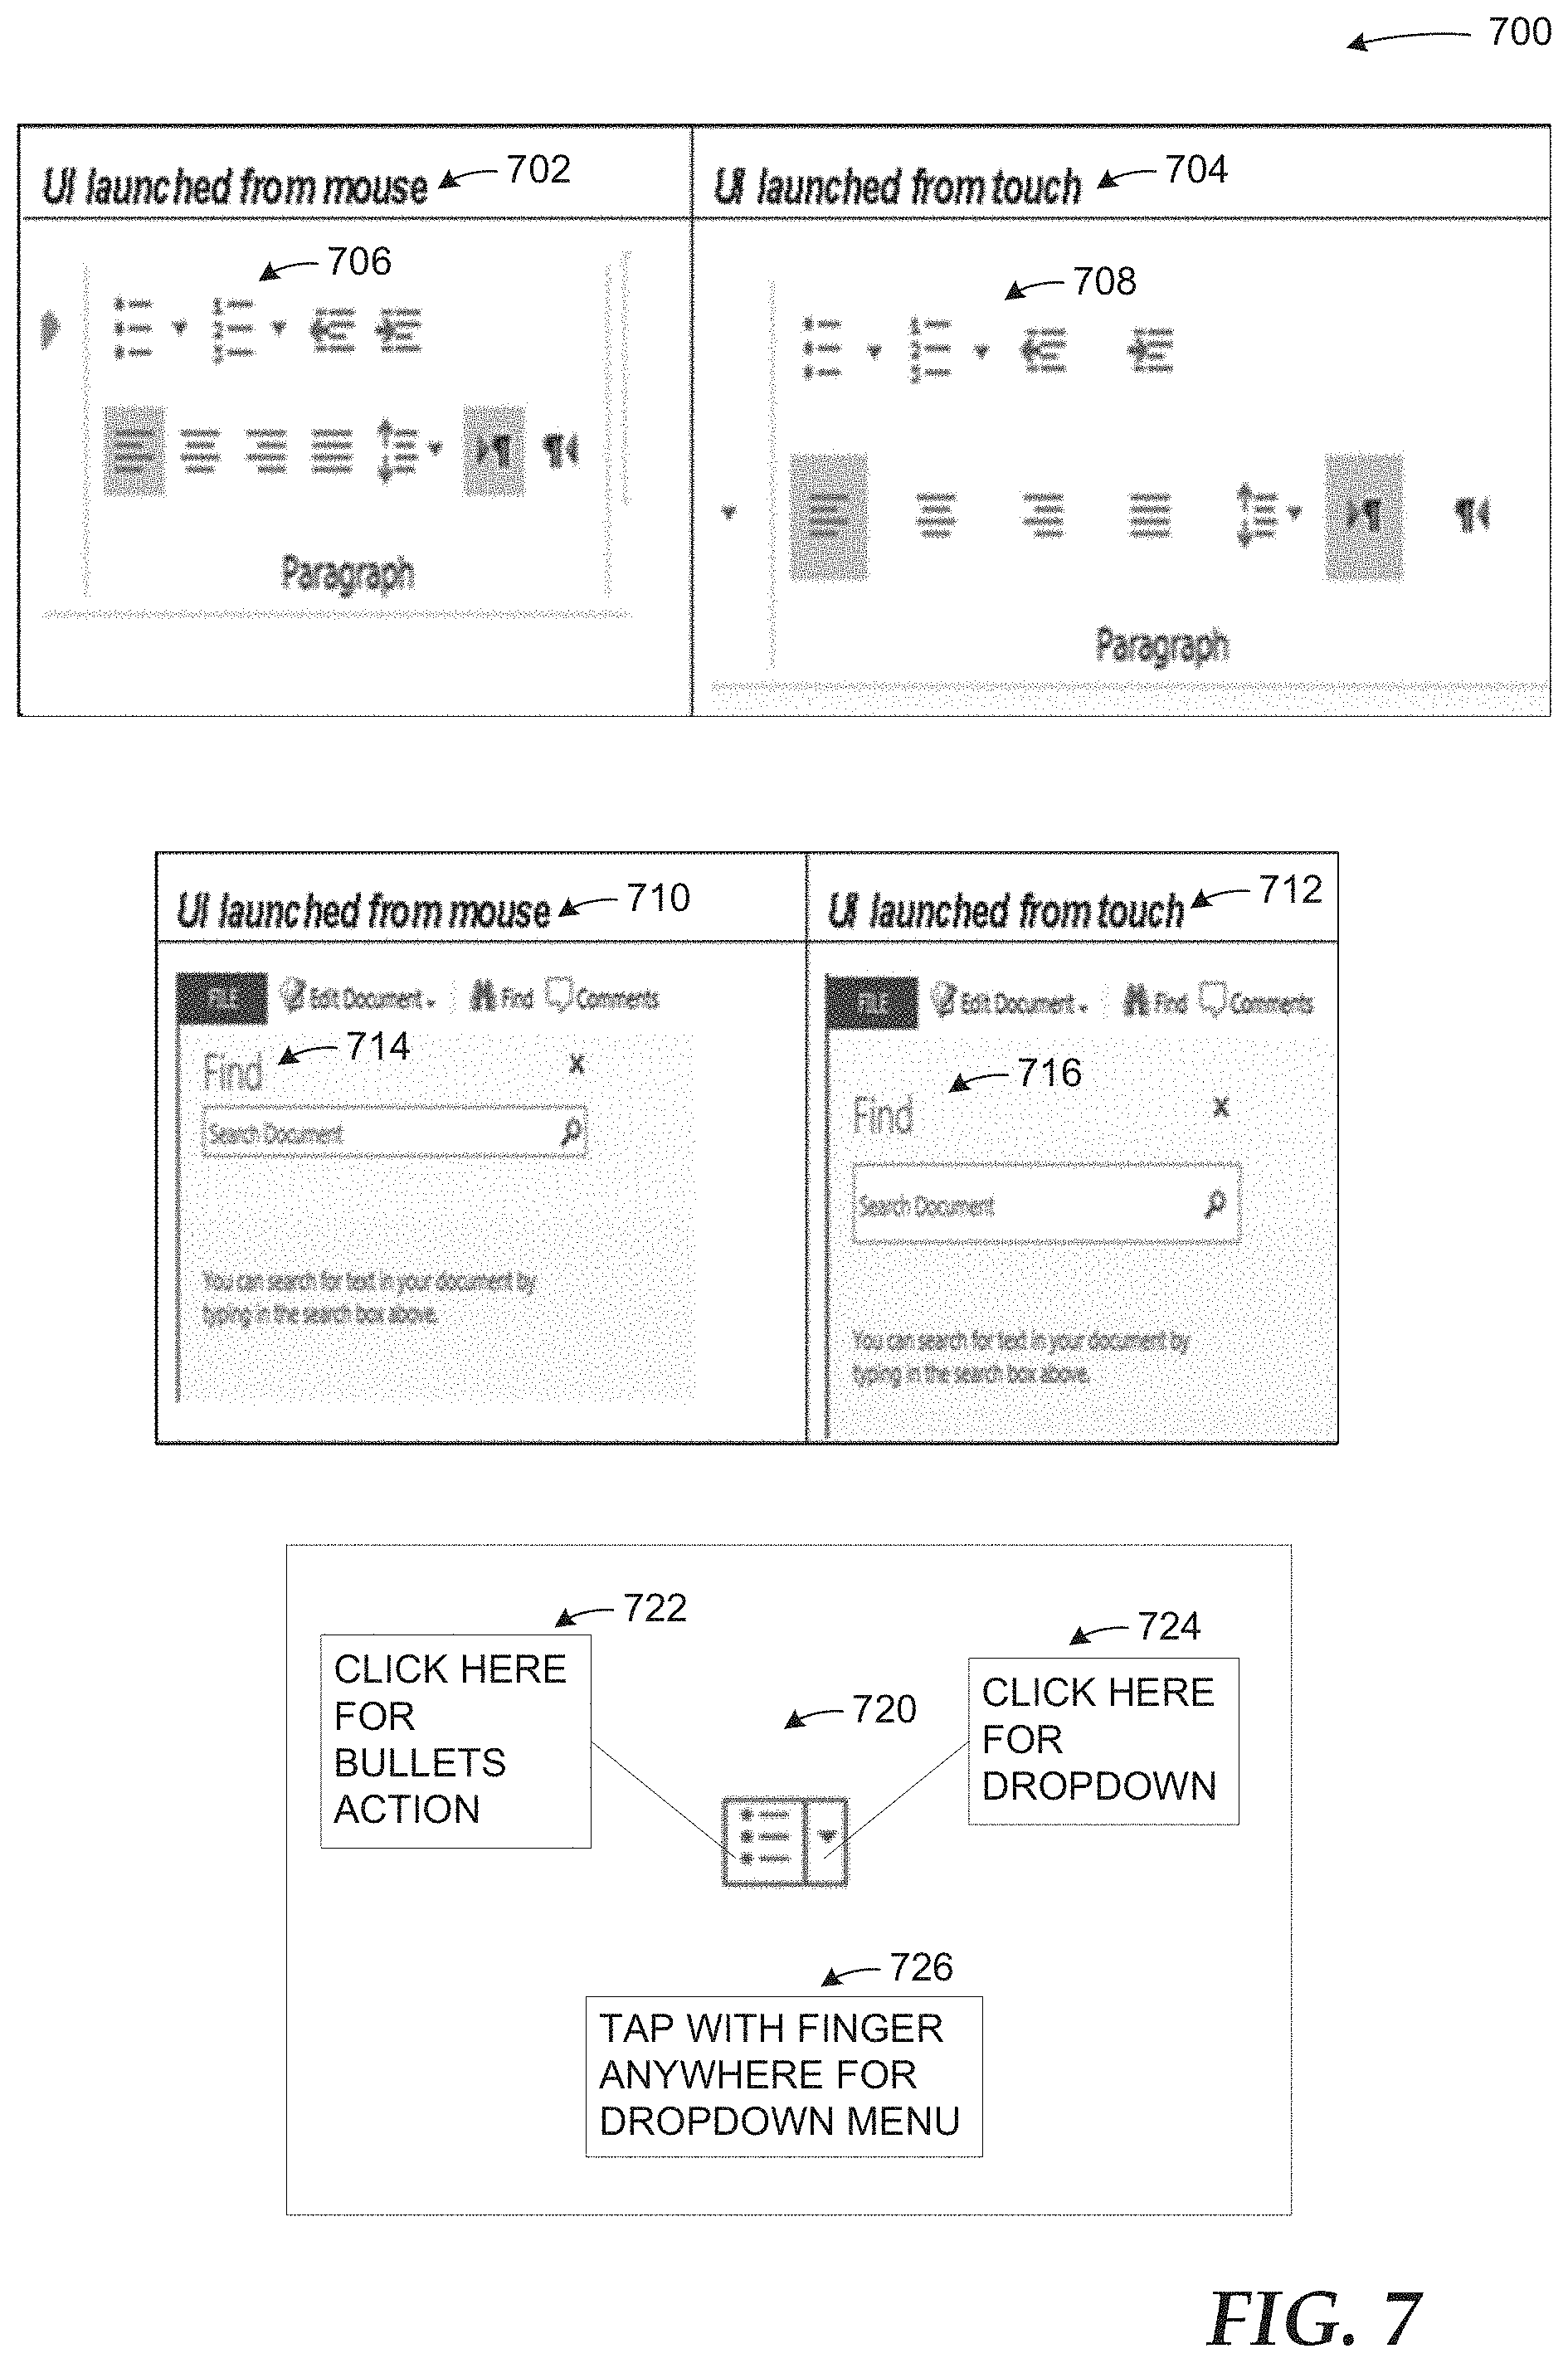 700
UI launched from mouse 702
UI launched from touch 704
706
708
Paragraph
Paragraph
UI launched from mouse 710
UI launched from touch 712
FILE Edit Document Find Comments
FILE Edit Document Find Comments
Find 714 x
Find 716 x
Search Document
Search Document
You can search for text in your document by
typing in the search box above.
You can search for text in your document by
typing in the search box above.
722
CLICK HERE
FOR
BULLETS
ACTION
724
CLICK HERE
FOR
DROPDOWN
720
726
TAP WITH FINGER
ANYWHERE FOR
DROPDOWN MENU
FIG. 7